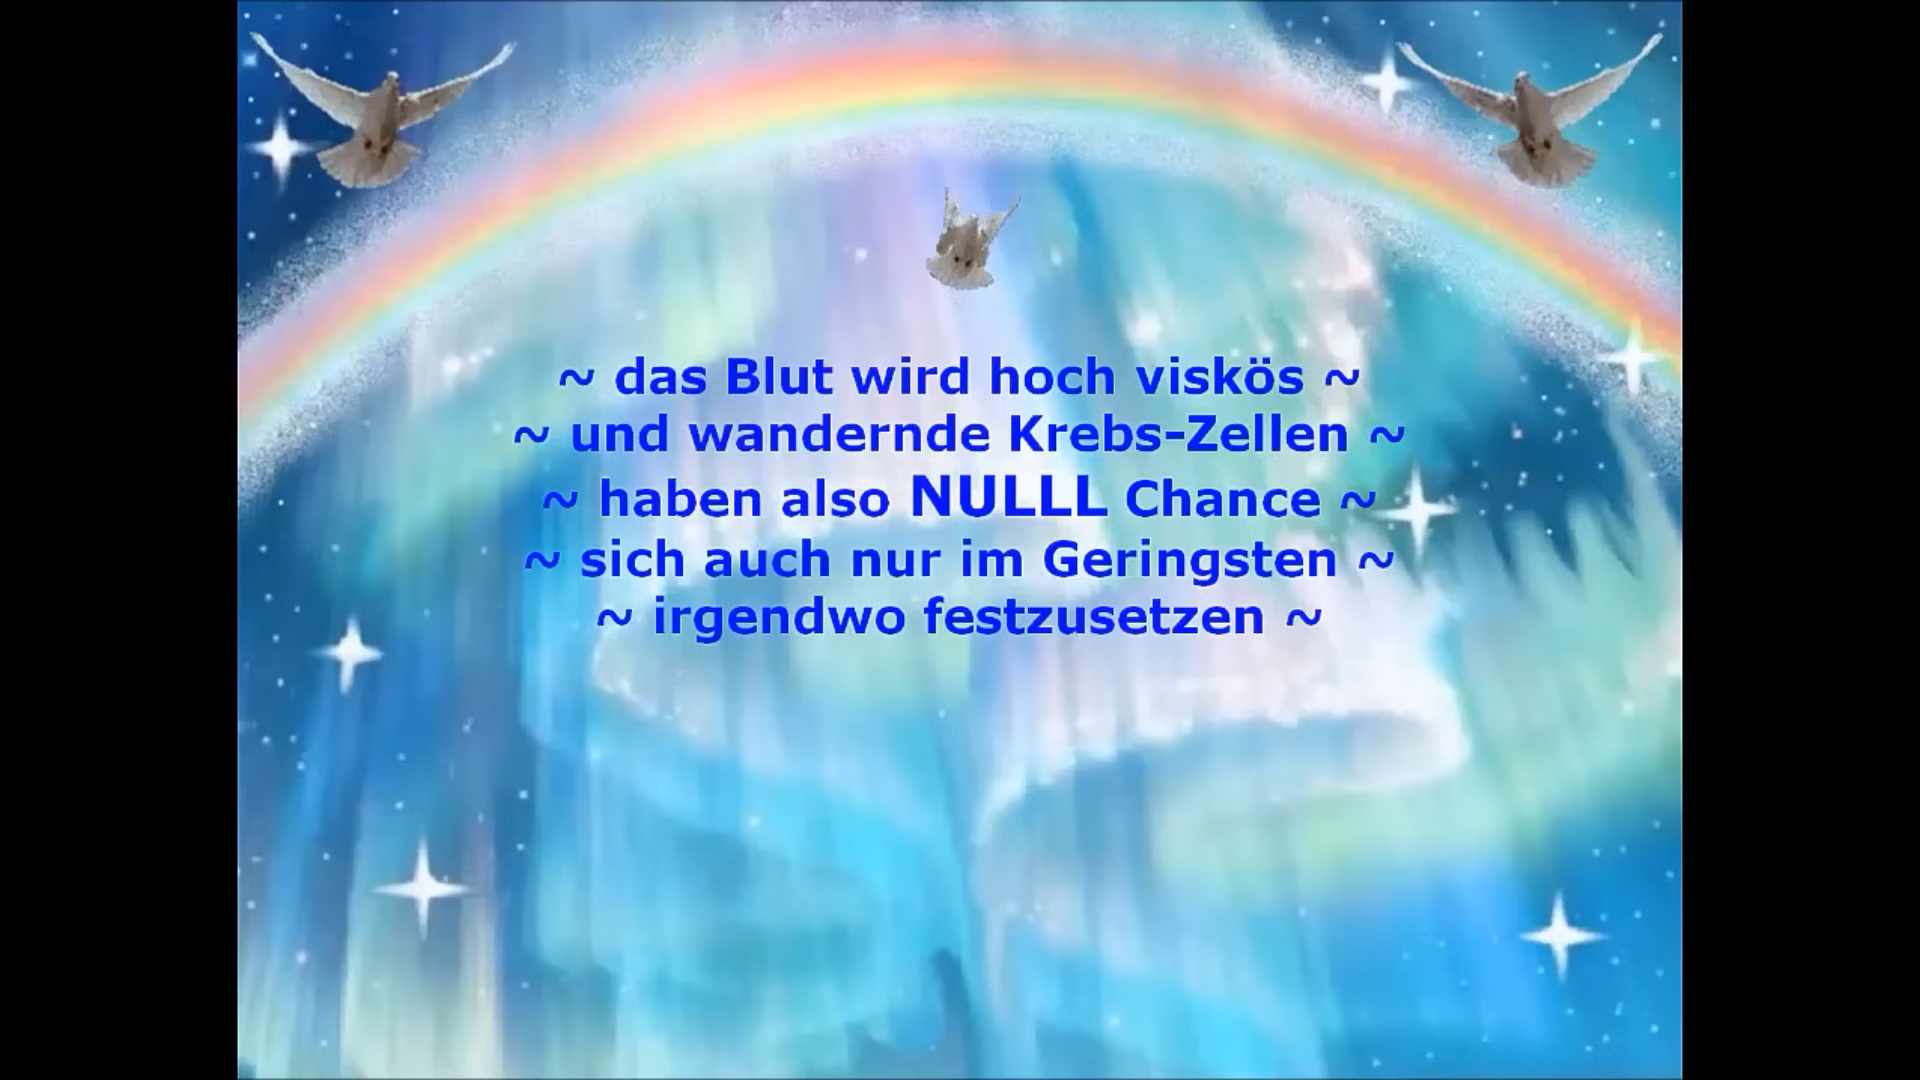 ~ das Blut wird hoch viskös ~
~ und wandernde Krebs-Zellen ~
~ haben also NULLL Chance ~
~ sich auch nur im Geringsten ~
~ irgendwo festzusetzen ~